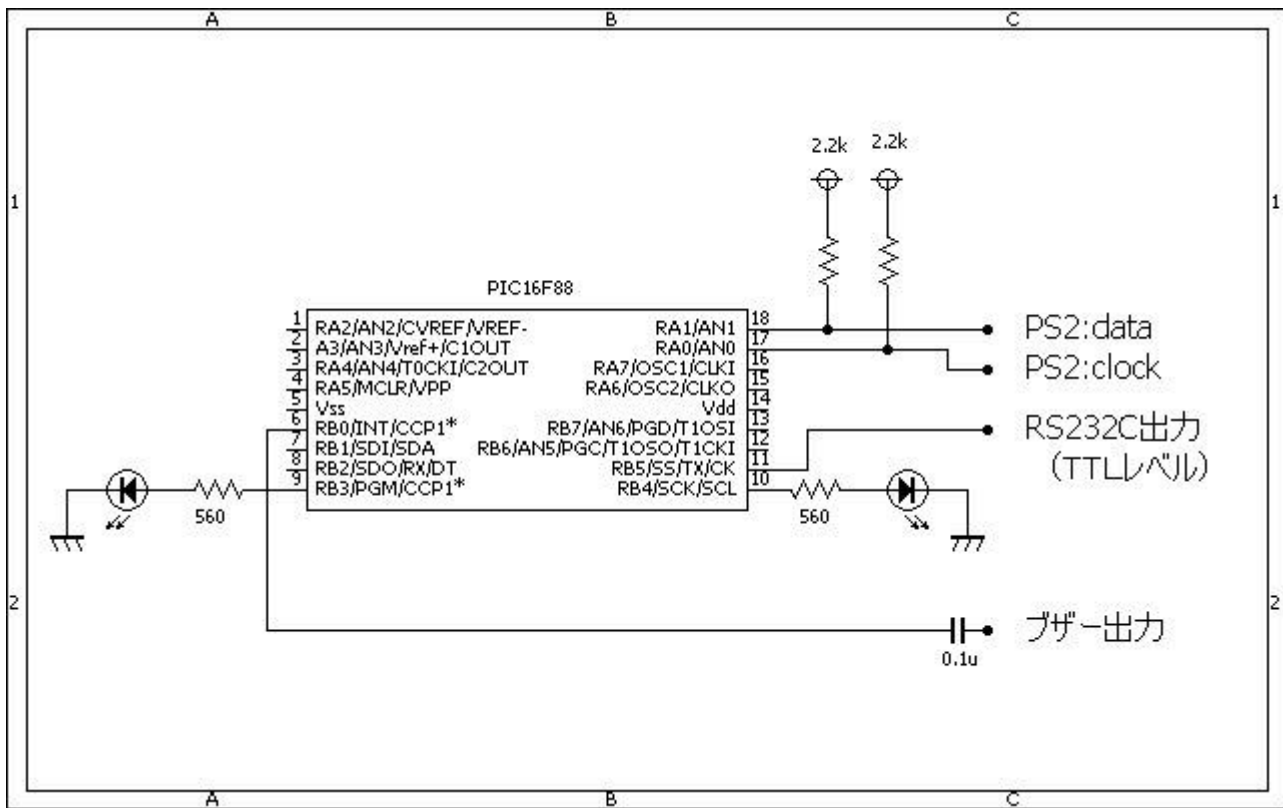 A B C
1 1
2.2k 2.2k
PIC16F88
1 RA2/AN2/CVREF/VREF- RA1/AN1 18
2 A3/AN3/Vref+/C1OUT RA0/AN0 17
3 RA4/AN4/T0CKI/C2OUT RA7/OSC1/CLKI 16
4 RA5/MCLR/VPP RA6/OSC2/CLKO 15
5 Vss Vdd 14
6 RB0/INT/CCP1* RB7/AN6/PGD/T1OSI 13
7 RB1/SDI/SDA RB6/AN5/PGC/T1OSO/T1CKI 12
8 RB2/SDO/RX/DT RB5/SS/TX/CK 11
9 RB3/PGM/CCP1* RB4/SCK/SCL 10
PS2:data
PS2:clock
RS232C出力
(TTLレベル)
560 560
2 2
ブザー出力
0.1u
A B C